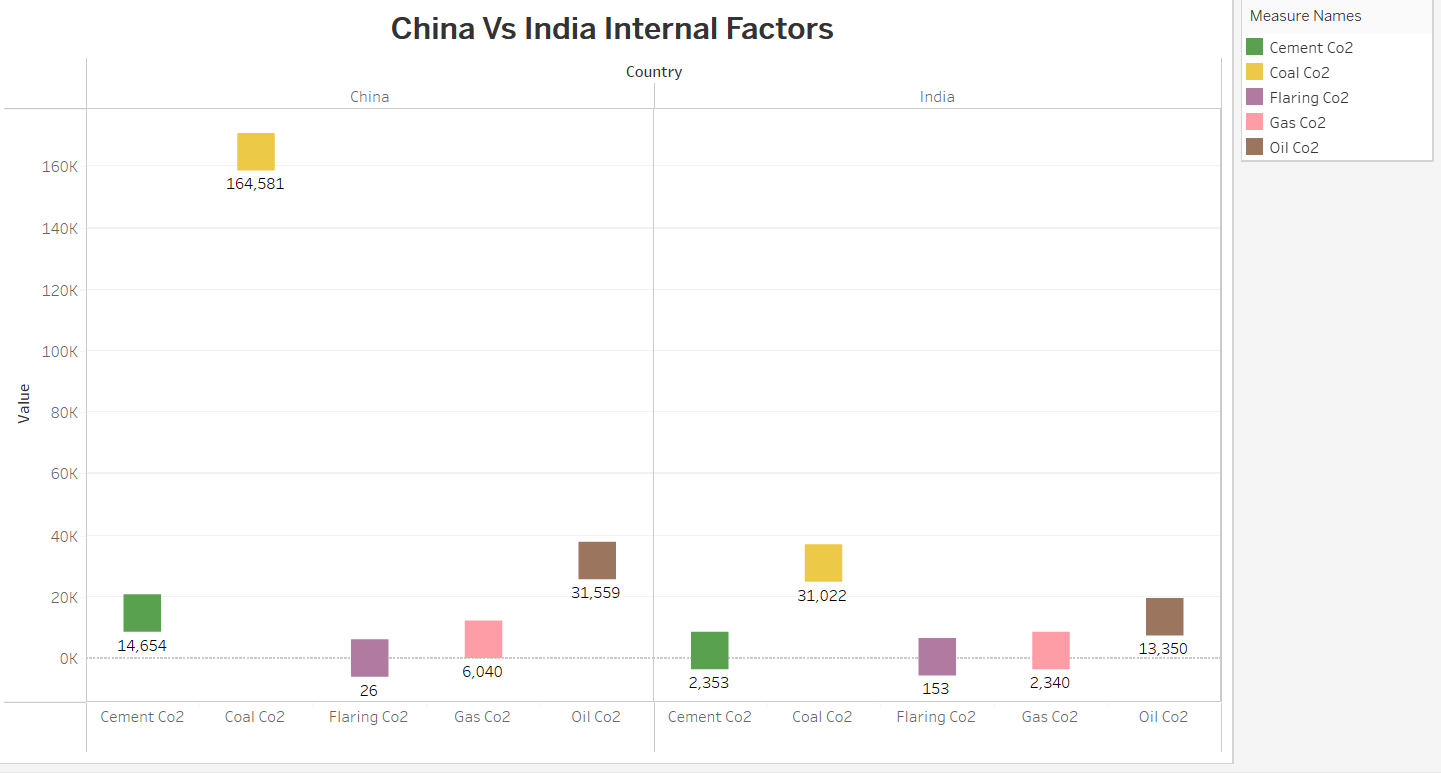 China Vs India Internal Factors
Country
China
India
Value
160K
140K
120K
100K
80K
60K
40K
20K
0K
164,581
14,654
26
6,040
31,559
2,353
31,022
153
2,340
13,350
Cement Co2
Coal Co2
Flaring Co2
Gas Co2
Oil Co2
Cement Co2
Coal Co2
Flaring Co2
Gas Co2
Oil Co2
Measure Names
Cement Co2
Coal Co2
Flaring Co2
Gas Co2
Oil Co2